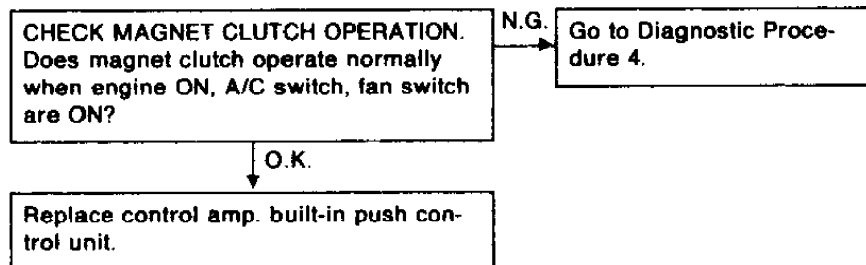 CHECK MAGNET CLUTCH OPERATION.
Does magnet clutch operate normally
when engine ON, A/C switch, fan switch
are ON?
N.G.
Go to Diagnostic Proce-
dure 4.
O.K.
Replace control amp. built-in push con-
trol unit.